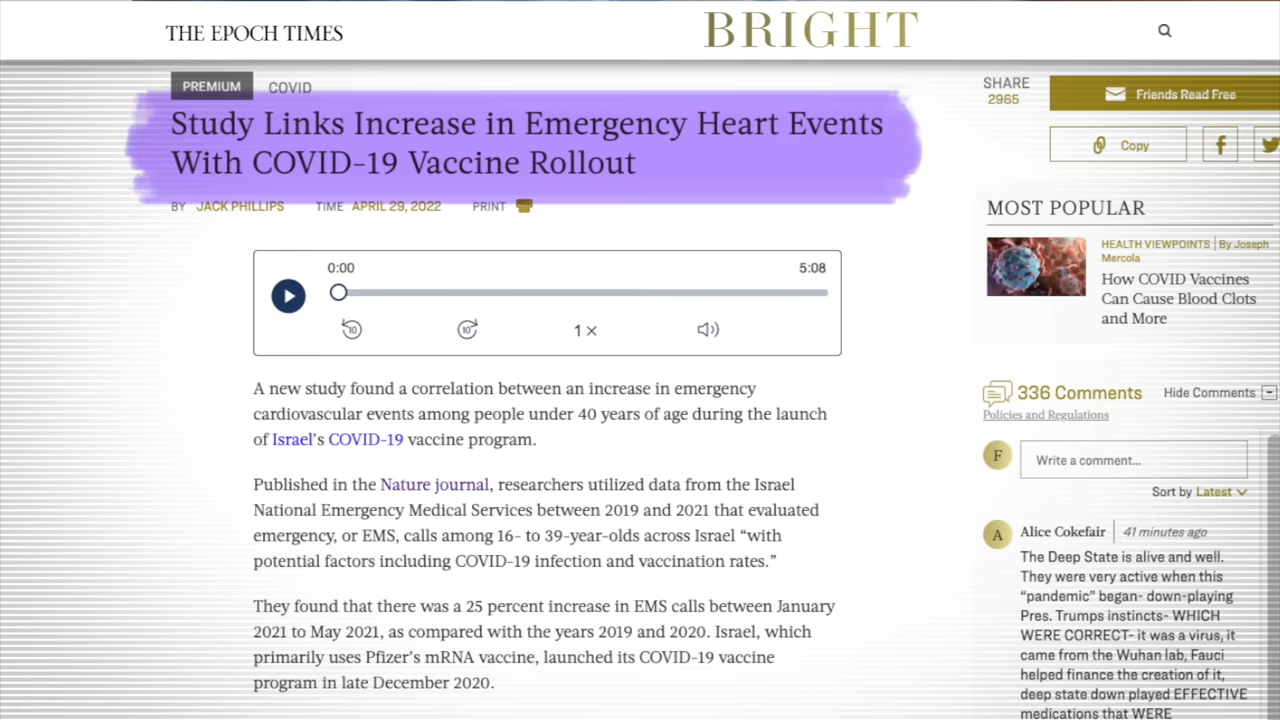 THE EPOCH TIMES
BRIGHT
PREMIUM
COVID
Study Links Increase in Emergency Heart Events
With COVID-19 Vaccine Rollout
BY JACK PHILLIPS TIME APRIL 29, 2022 PRINT
0:00
5:08
10
10
1 ×
A new study found a correlation between an increase in emergency
cardiovascular events among people under 40 years of age during the launch
of Israel's COVID-19 vaccine program.
Published in the Nature journal, researchers utilized data from the Israel
National Emergency Medical Services between 2019 and 2021 that evaluated
emergency, or EMS, calls among 16- to 39-year-olds across Israel “with
potential factors including COVID-19 infection and vaccination rates.”
They found that there was a 25 percent increase in EMS calls between January
2021 to May 2021, as compared with the years 2019 and 2020. Israel, which
primarily uses Pfizer's mRNA vaccine, launched its COVID-19 vaccine
program in late December 2020.
SHARE
2965
Friends Read Free
Copy
MOST POPULAR
HEALTH VIEWPOINTS | By Joseph
Mercola
How COVID Vaccines
Can Cause Blood Clots
and More
336 Comments
Hide Comments
Policies and Regulations
F
Write a comment...
Sort by Latest
A
Alice Cokefair | 41 minutes ago
The Deep State is alive and well.
They were very active when this
“pandemic” began- down-playing
Pres. Trumps instincts- WHICH
WERE CORRECT- it was a virus, it
came from the Wuhan lab, Fauci
helped finance the creation of it,
deep state down played EFFECTIVE
medications that WERE